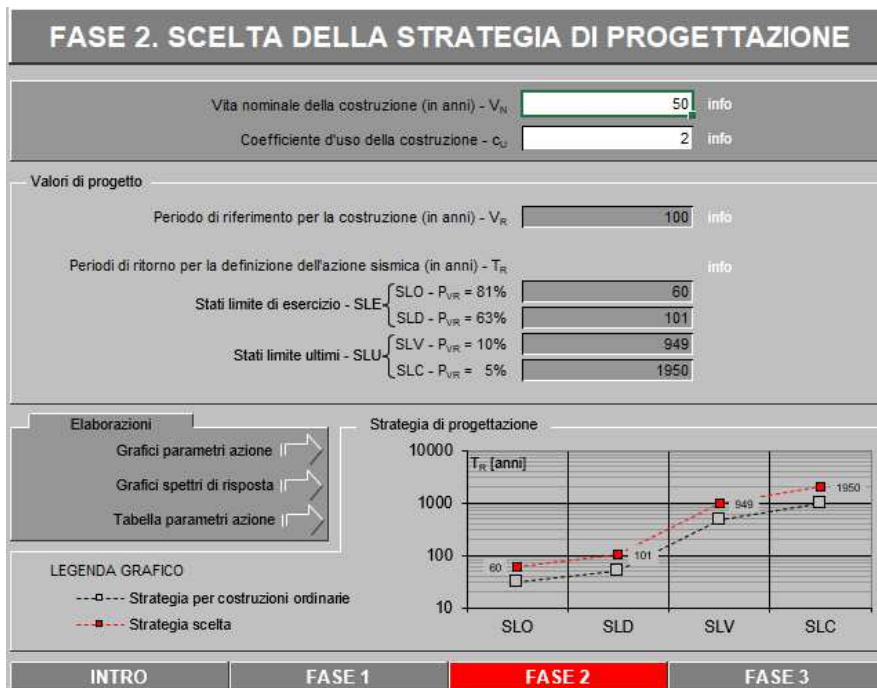 FASE 2. SCELTA DELLA STRATEGIA DI PROGETTAZIONE
Vita nominale della costruzione (in anni) - VN 50 info
Coefficiente d'uso della costruzione - cU 2 info
Valori di progetto
Periodo di riferimento per la costruzione (in anni) - VR 100 info
Periodi di ritorno per la definizione dell'azione sismica (in anni) - TR info
Stati limite di esercizio - SLE
SLO - PVR = 81% 60
SLD - PVR = 63% 101
Stati limite ultimi - SLU
SLV - PVR = 10% 949
SLC - PVR = 5% 1950
Elaborazioni
Grafici parametri azione
Grafici spettri di risposta
Tabella parametri azione
LEGENDA GRAFICO
Strategia per costruzioni ordinarie
Strategia scelta
Strategia di progettazione
TR [anni]
10000
1000
100
10
60
101
949
1950
SLO SLD SLV SLC
INTRO FASE 1 FASE 2 FASE 3